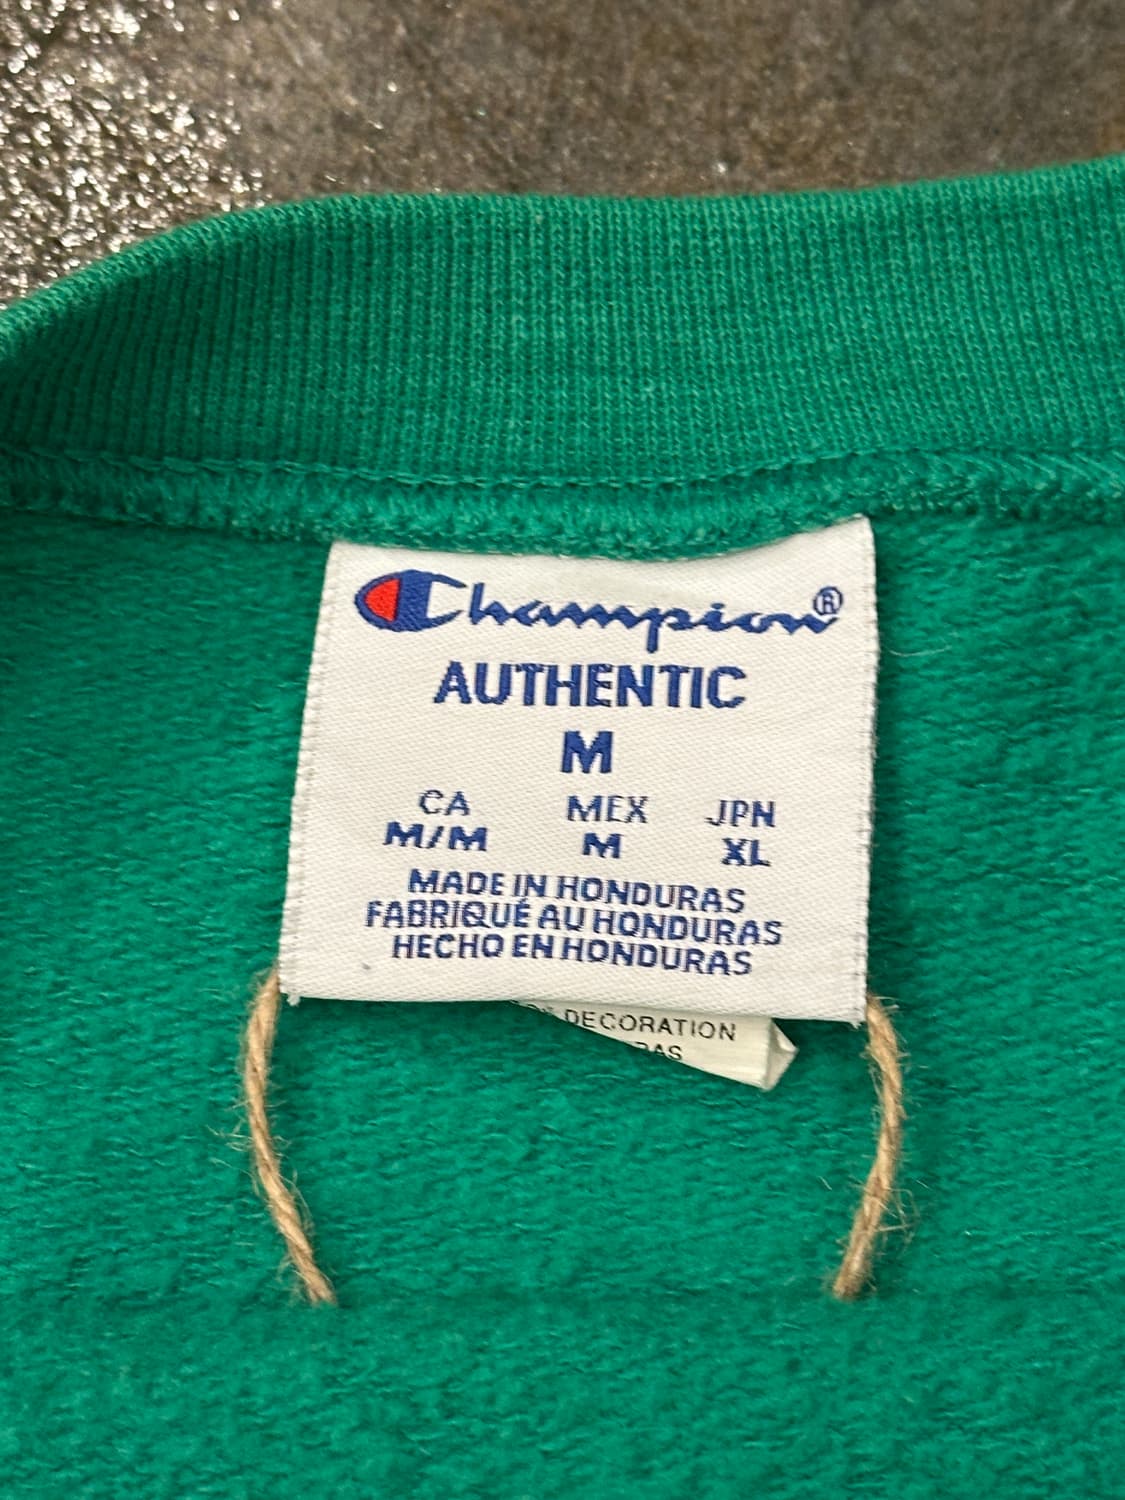 Champion®
AUTHENTIC
M
CA MEX JPN
M/M M XL
MADE IN HONDURAS
FABRIQUÉ AU HONDURAS
HECHO EN HONDURAS
DECORATION